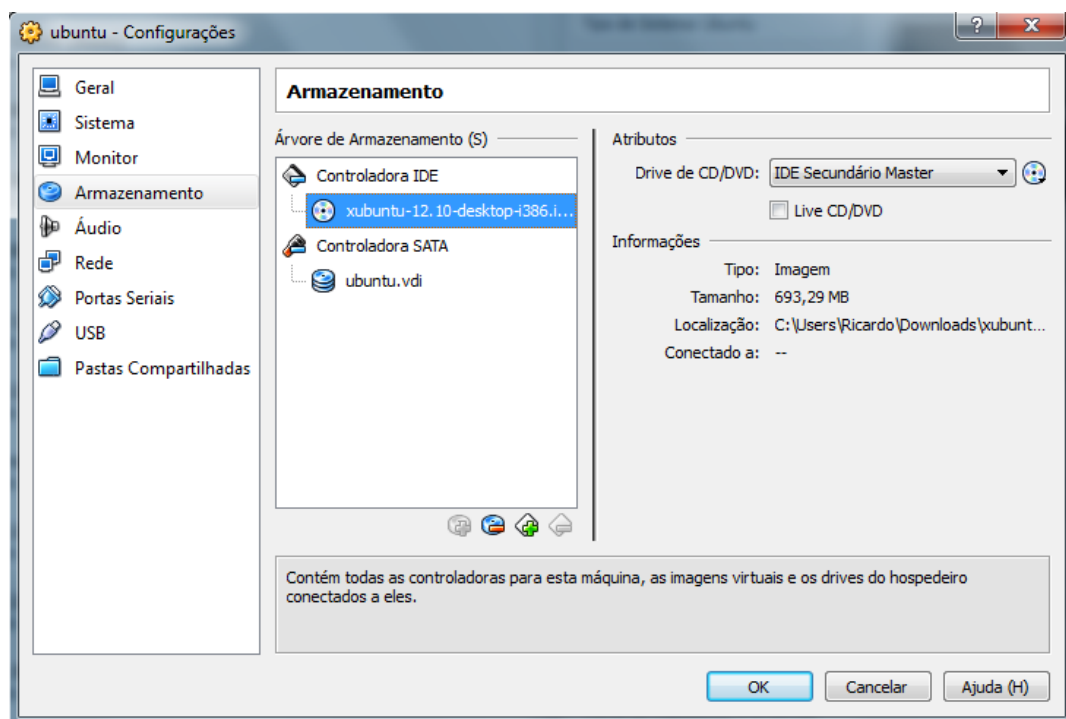 ubuntu - Configurações
?
X
Geral
Sistema
Monitor
Armazenamento
Áudio
Rede
Portas Seriais
USB
Pastas Compartilhadas
Armazenamento
Árvore de Armazenamento (S)
Controladora IDE
xubuntu-12.10-desktop-i386.i...
Controladora SATA
ubuntu.vdi
Atributos
Drive de CD/DVD: IDE Secundário Master
Live CD/DVD
Informações
Tipo: Imagem
Tamanho: 693,29 MB
Localização: C:\Users\Ricardo\Downloads\xubunt...
Conectado a: --
Contém todas as controladoras para esta máquina, as imagens virtuais e os drives do hospedeiro
conectados a eles.
OK Cancelar Ajuda (H)